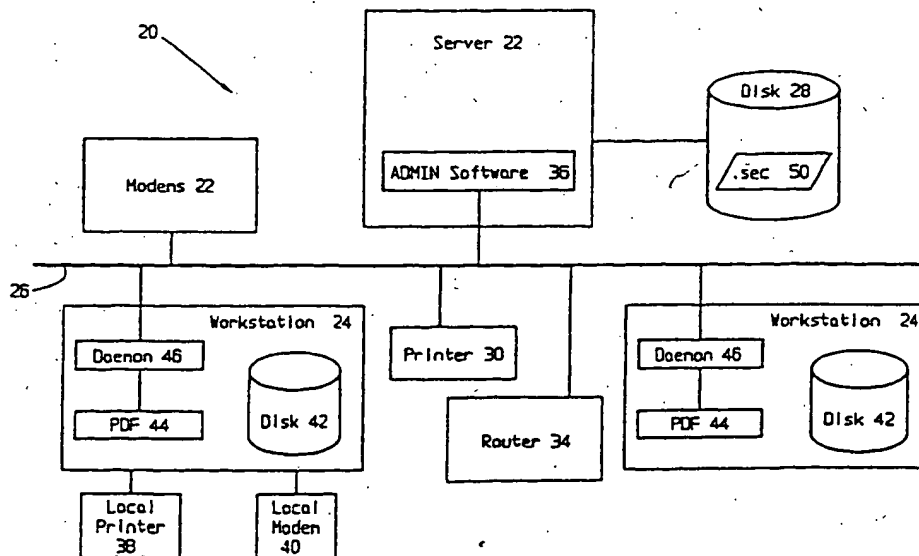 20
Server 22
Disk 28
ADMIN Software 36
.sec 50
Modens 22
26
Workstation 24
Daenon 46
PDF 44
Disk 42
Printer 30
Router 34
Workstation 24
Daenon 46
PDF 44
Disk 42
Local
Printer
38
Local
Modem
40